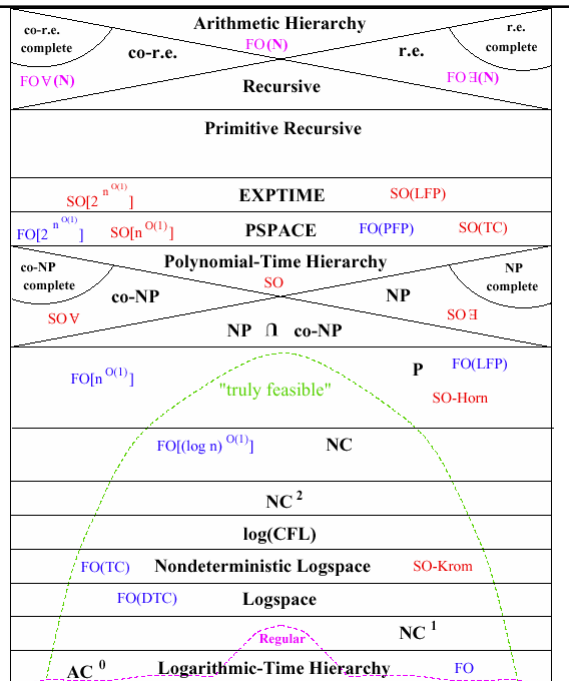 Arithmetic Hierarchy
co-r.e. complete
co-r.e.
FO(N)
r.e.
r.e. complete
FO∀(N)
FO∃(N)
Recursive
Primitive Recursive
SO[2^n^O(1)]
EXPTIME
SO(LFP)
FO[2^n^O(1)]
SO[n^O(1)]
PSPACE
FO(PFP)
SO(TC)
Polynomial-Time Hierarchy
co-NP complete
co-NP
SO
NP
NP complete
SO∀
SO∃
NP ∩ co-NP
FO[n^O(1)]
"truly feasible"
P
FO(LFP)
SO-Horn
FO[(log n)^O(1)]
NC
NC^2
log(CFL)
FO(TC)
Nondeterministic Logspace
SO-Krom
FO(DTC)
Logspace
Regular
NC^1
AC^0
Logarithmic-Time Hierarchy
FO